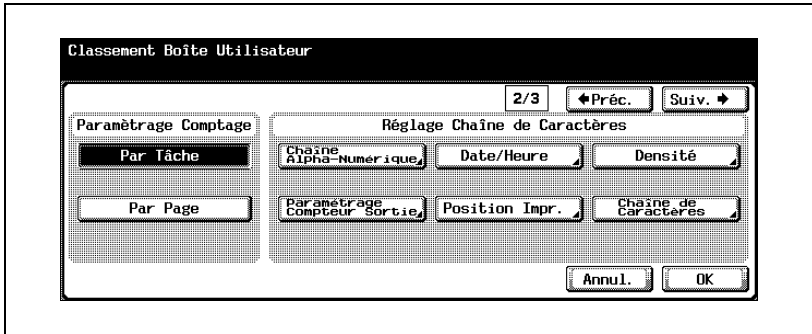 Classement Boîte Utilisateur
2/3 Préc. Suiv.
Paramètrage Comptage Réglage Chaîne de Caractères
Par Tâche Chaîne Alpha-Numérique Date/Heure Densité
Par Page Paramétrage Compteur Sortie Position Impr. Chaîne de Caractères
Annul. OK